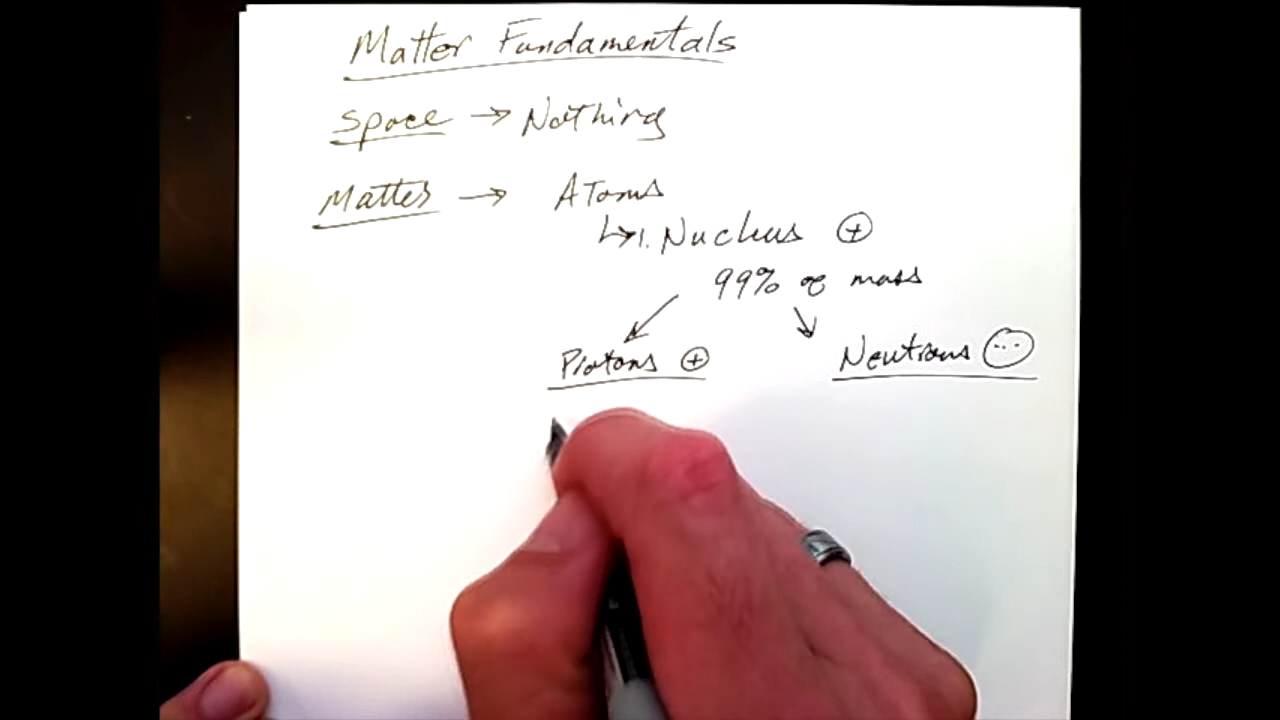 Matter Fundamentals
Space → Nothing
Matter → Atoms
↳ 1. Nucleus ⊕
99% of mass
Protons ⊕ Neutrons